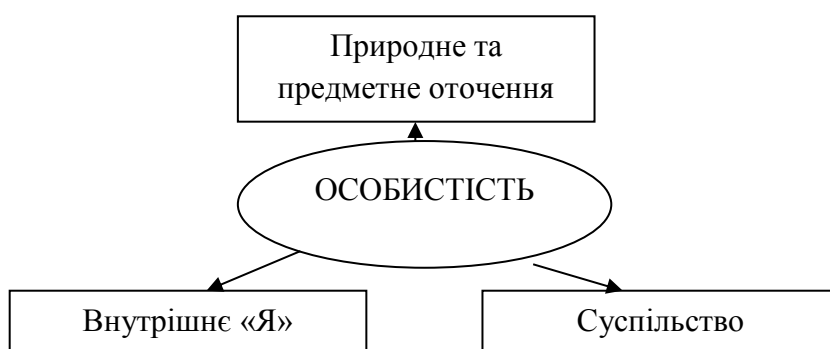 Природне та
предметне оточення
ОСОБИСТІСТЬ
Внутрішнє «Я»
Суспільство